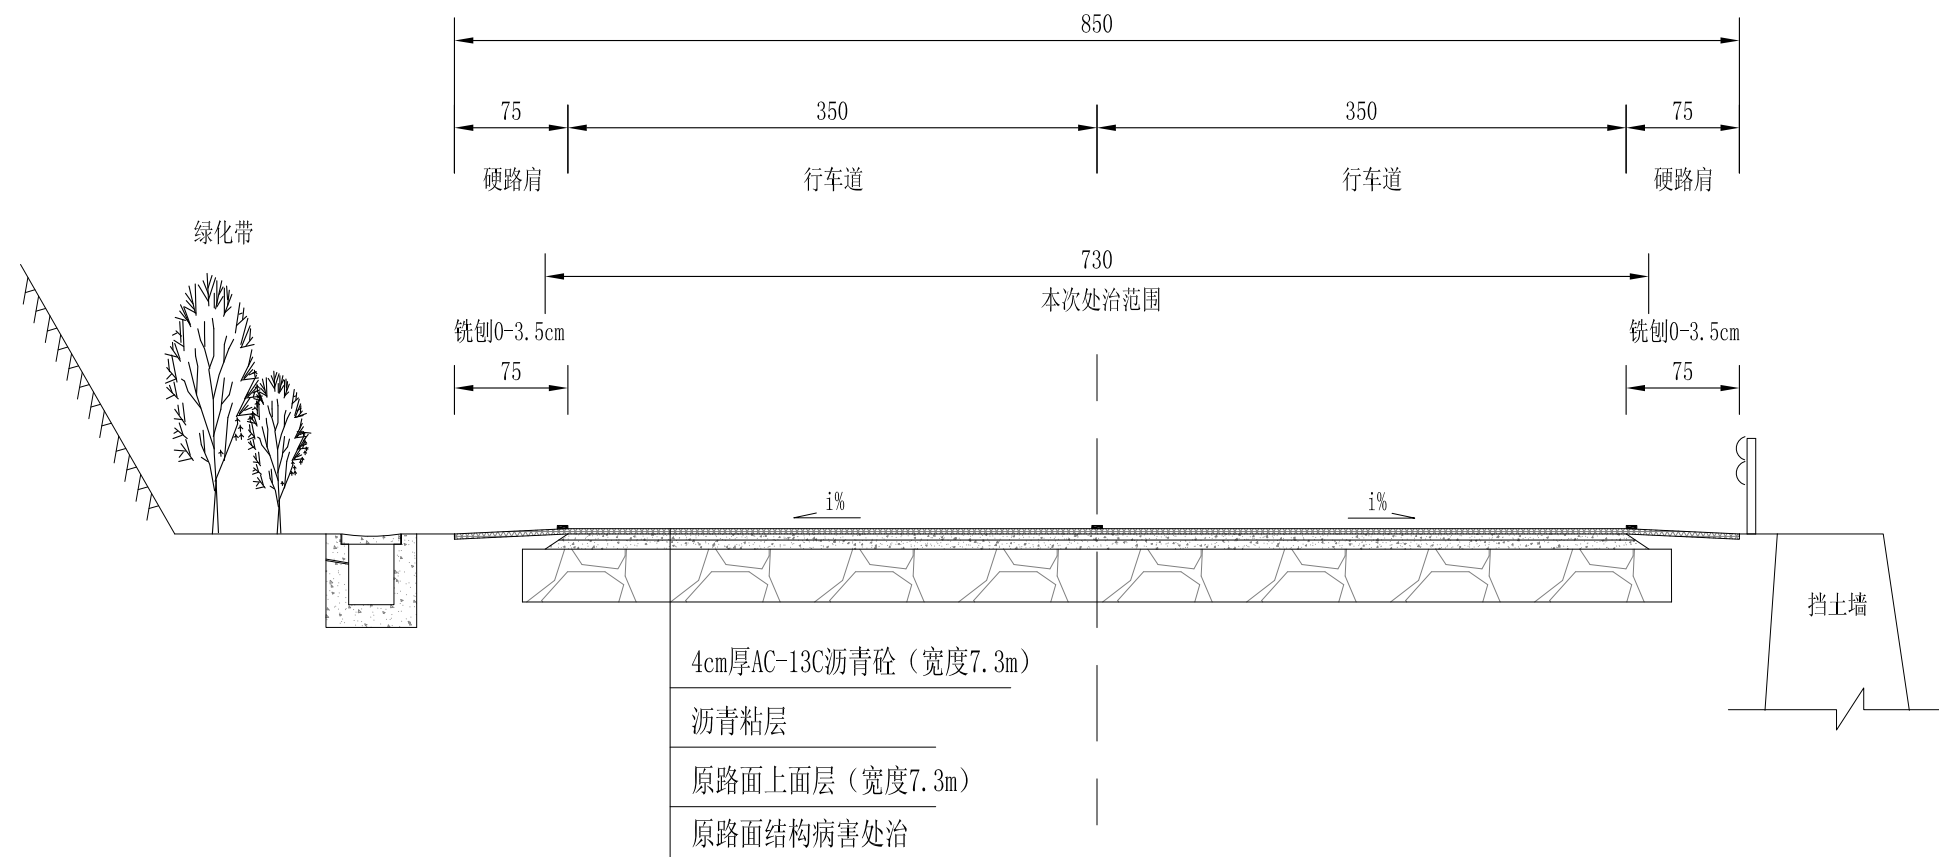 850
75
350
350
75
硬路肩
行车道
行车道
硬路肩
绿化带
730
本次处治范围
铣刨0-3.5cm
铣刨0-3.5cm
75
75
i%
i%
挡土墙
4cm厚AC-13C沥青砼（宽度7.3m）
沥青粘层
原路面上面层（宽度7.3m）
原路面结构病害处治